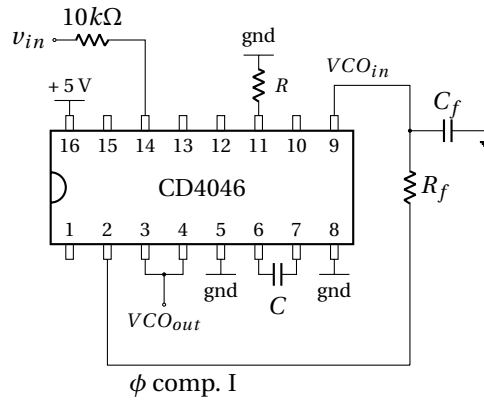 10kΩ
v_in
gnd
R
VCO_in
+5V
C_f
16 15 14 13 12 11 10 9
CD4046
R_f
1 2 3 4 5 6 7 8
gnd
C
gnd
VCO_out
ϕ comp. I